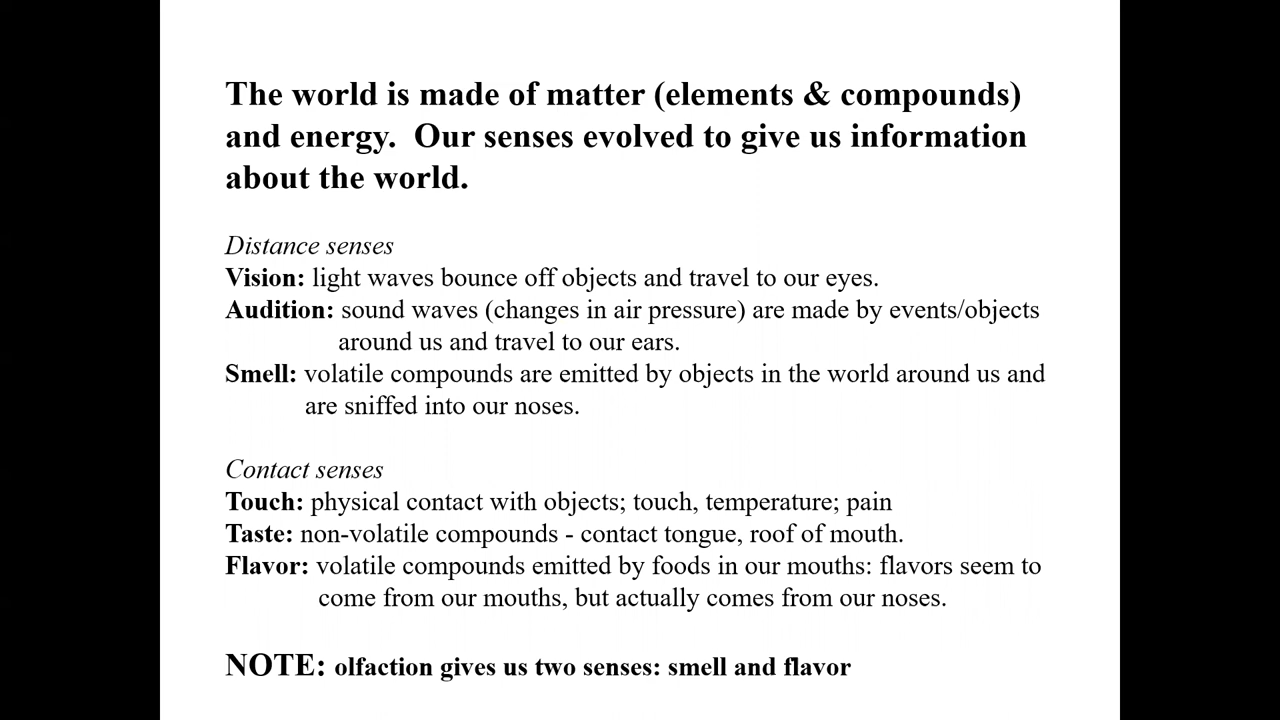 The world is made of matter (elements & compounds)
and energy.  Our senses evolved to give us information
about the world.
Distance senses
Vision: light waves bounce off objects and travel to our eyes.
Audition: sound waves (changes in air pressure) are made by events/objects
around us and travel to our ears.
Smell: volatile compounds are emitted by objects in the world around us and
are sniffed into our noses.
Contact senses
Touch: physical contact with objects; touch, temperature; pain
Taste: non-volatile compounds - contact tongue, roof of mouth.
Flavor: volatile compounds emitted by foods in our mouths: flavors seem to
come from our mouths, but actually comes from our noses.
NOTE: olfaction gives us two senses: smell and flavor